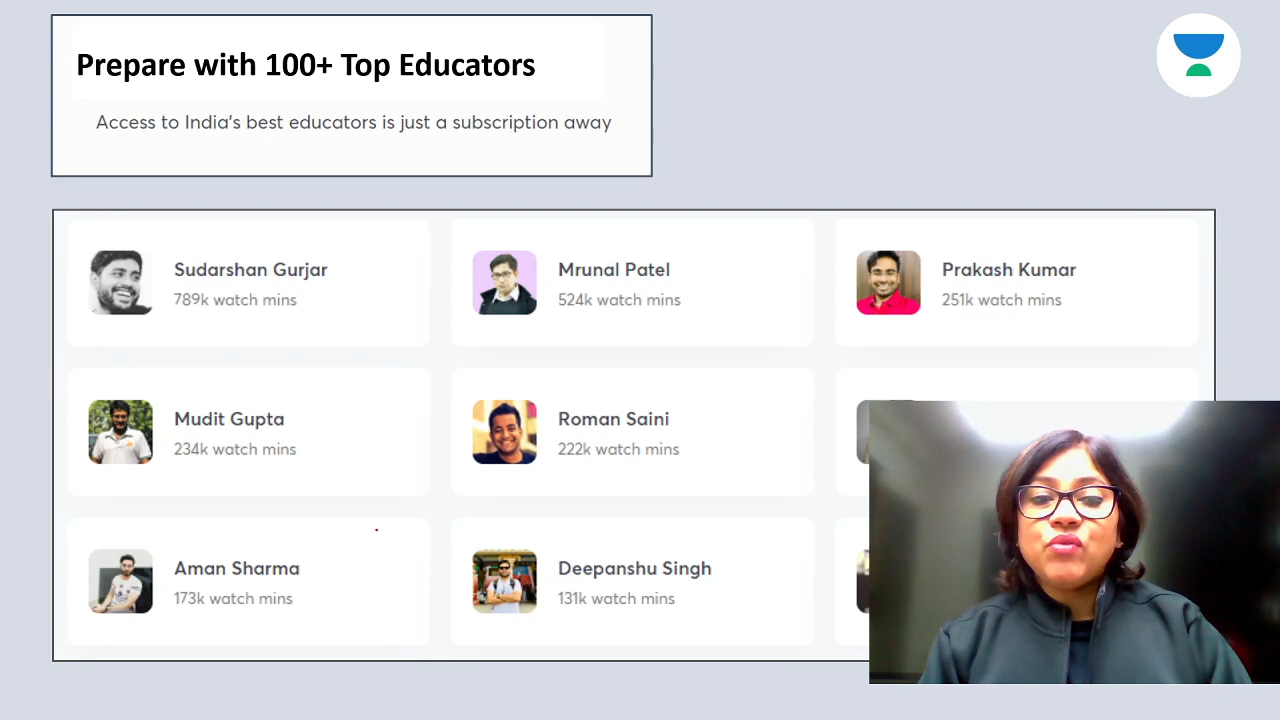 Prepare with 100+ Top Educators
Access to India's best educators is just a subscription away
Sudarshan Gurjar
789k watch mins
Mrunal Patel
524k watch mins
Prakash Kumar
251k watch mins
Mudit Gupta
234k watch mins
Roman Saini
222k watch mins
Aman Sharma
173k watch mins
Deepanshu Singh
131k watch mins